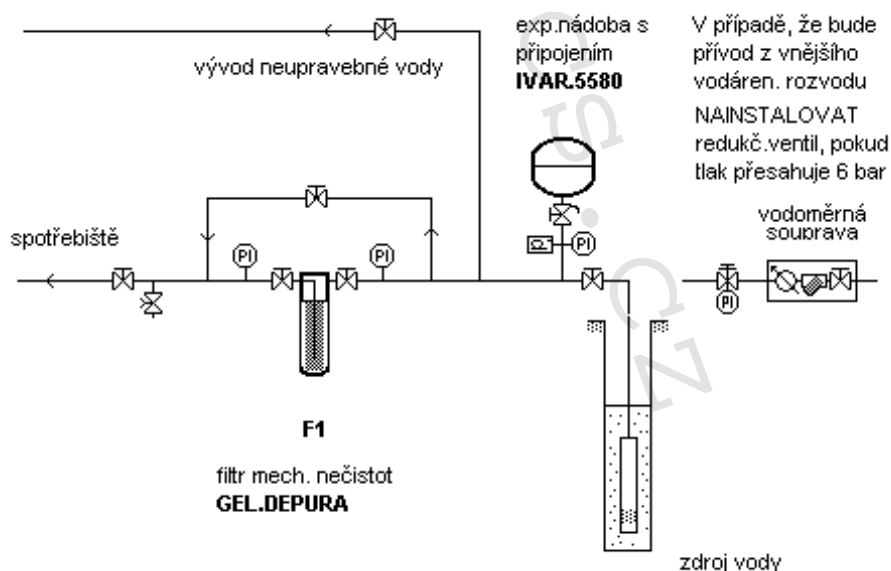 exp.nádoba s
připojením
IVAR.5580
V případě, že bude
přívod z vnějšího
vodáren. rozvodu
NAINSTALOVAT
redukč.ventil, pokud
tlak přesahuje 6 bar
vývod neupravebné vody
vodoměrná
souprava
spotřebiště
PI
PI
PI
PI
F1
filtr mech. nečistot
GEL.DEPURA
zdroj vody
CS.CN